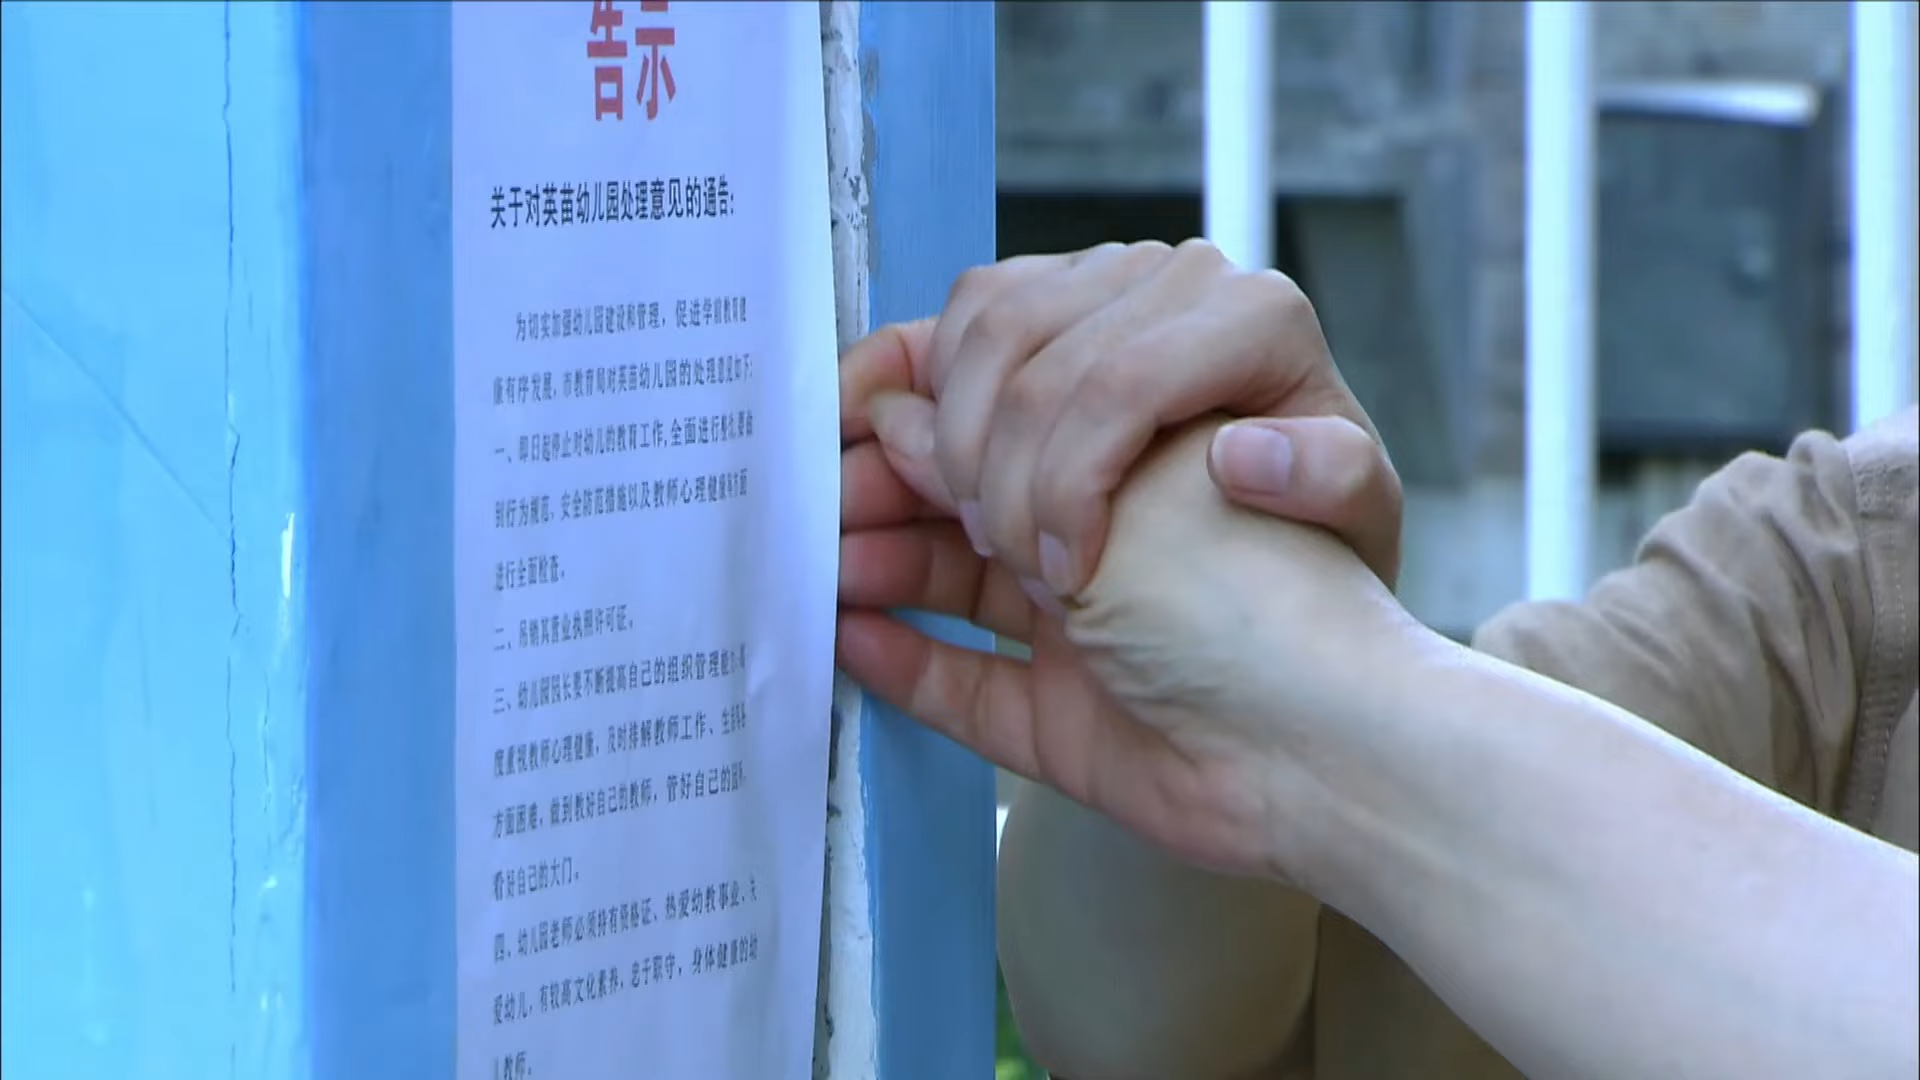 告示
关于对英苗幼儿园处理意见的通告:
为切实加强幼儿园建设和管理，促进学前教育健
康有序发展，市教育局对英苗幼儿园的处理意见如下:
一、即日起停止对幼儿的教育工作,全面进行整治,要做
到行为规范、安全防范措施以及教师心理健康等方面
进行全面检查。
二、吊销其营业执照许可证。
三、幼儿园园长要不断提高自己的组织管理能力,
度重视教师心理健康，及时排解教师工作、生活
方面困难，做到教好自己的教师，管好自己的
看好自己的大门。
四、幼儿园老师必须持有资格证、热爱幼教事业、关
爱幼儿，有较高文化素养，忠于职守，身体健康的幼
儿教师。